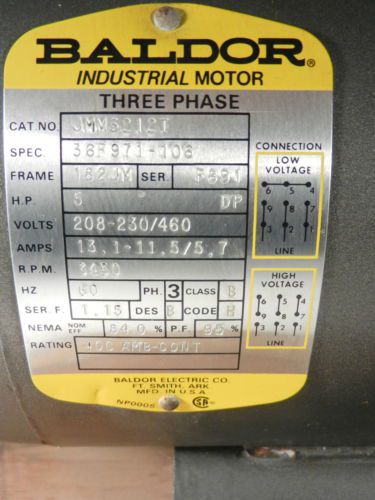 BALDOR®
INDUSTRIAL MOTOR
THREE PHASE
CAT.NO. JMM3212T
SPEC. 36F971-106
FRAME 182JM SER.
H.P. 5 DP
VOLTS 208-230/460
AMPS 13.1-11.5/5.7
R.P.M. 3450
HZ 60 PH. 3 CLASS B
SER.F. 1.15 DES B CODE
NEMA NOM EFF 84.0 % P.F. %
RATING 40C AMB-CONT
CONNECTION
LOW
VOLTAGE
6 5 4
9 8 7
3 2 1
LINE
HIGH
VOLTAGE
6 5 4
9 8 7
3 2 1
LINE
BALDOR ELECTRIC CO.
FT. SMITH, ARK.
MFD. IN U.S.A.
NP0005